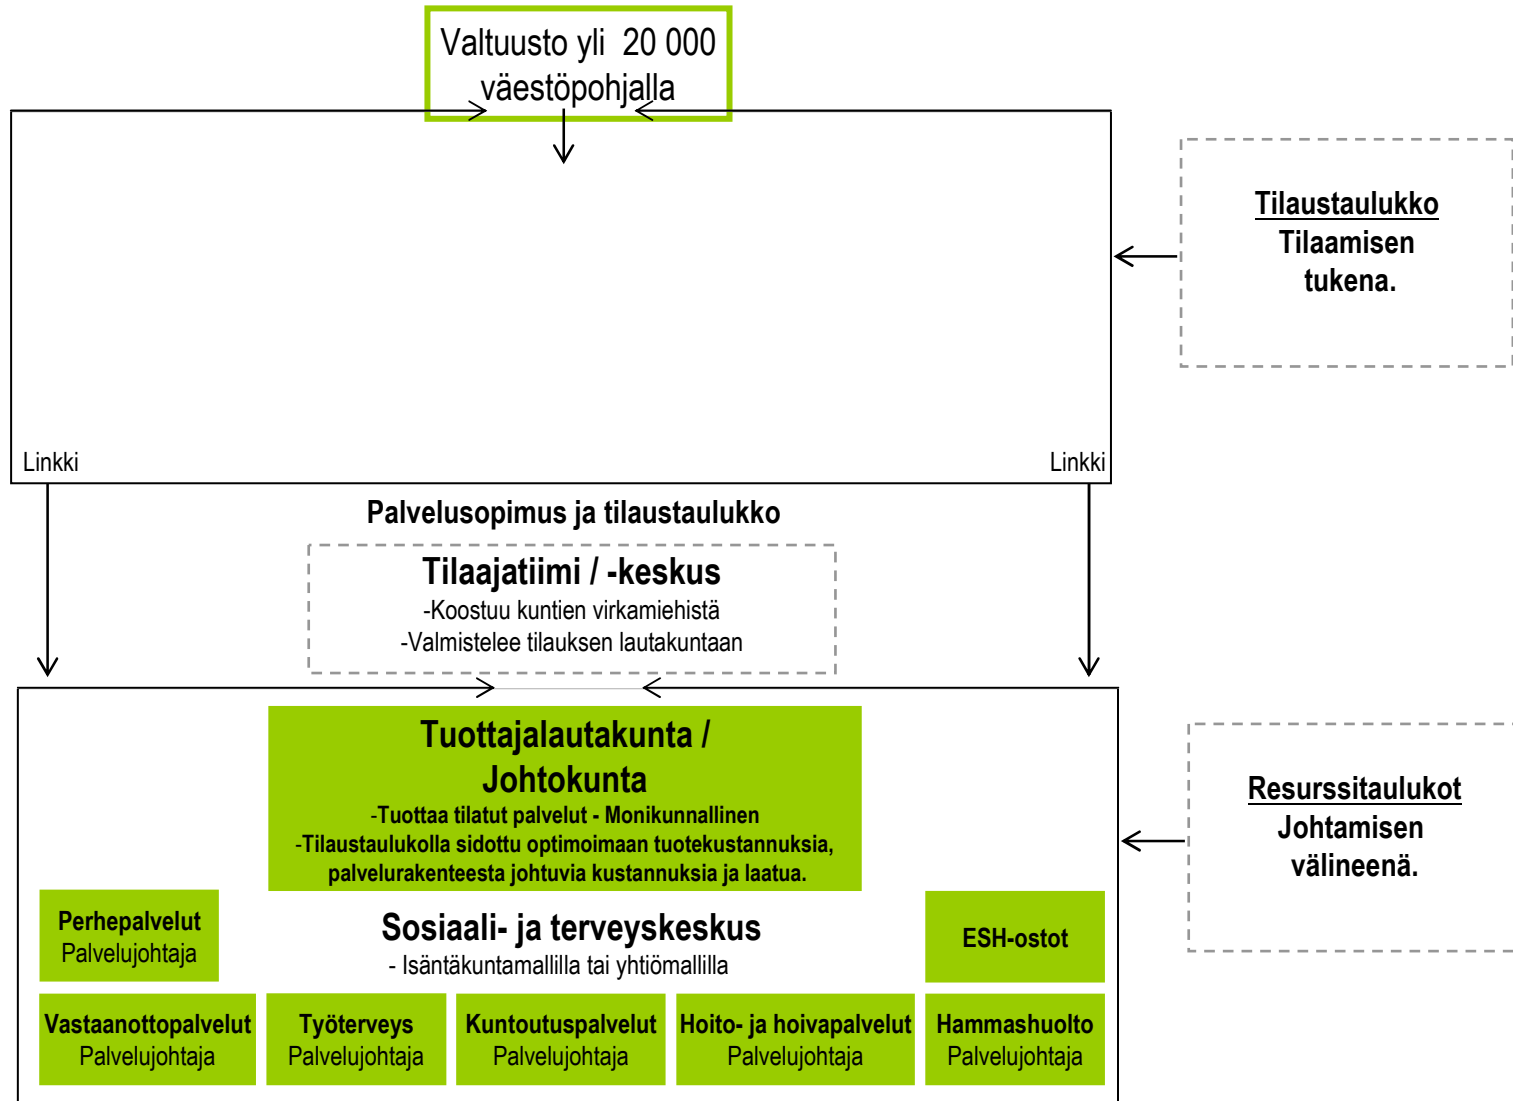 Valtuusto yli 20 000
väestöpohjalla
Tilaustaulukko
Tilaamisen
tukena.
Linkki
Linkki
Palvelusopimus ja tilaustaulukko
Tilaajatiimi / -keskus
-Koostuu kuntien virkamiehistä
-Valmistelee tilauksen lautakuntaan
Tuottajalautakunta /
Johtokunta
-Tuottaa tilatut palvelut - Monikunnallinen
-Tilaustaulukolla sidottu optimoimaan tuotekustannuksia,
palvelurakenteesta johtuvia kustannuksia ja laatua.
Resurssitaulukot
Johtamisen
välineenä.
Perhepalvelut
Palvelujohtaja
Sosiaali- ja terveyskeskus
- Isäntäkuntamallilla tai yhtiömallilla
ESH-ostot
Vastaanottopalvelut
Palvelujohtaja
Työterveys
Palvelujohtaja
Kuntoutuspalvelut
Palvelujohtaja
Hoito- ja hoivapalvelut
Palvelujohtaja
Hammashuolto
Palvelujohtaja